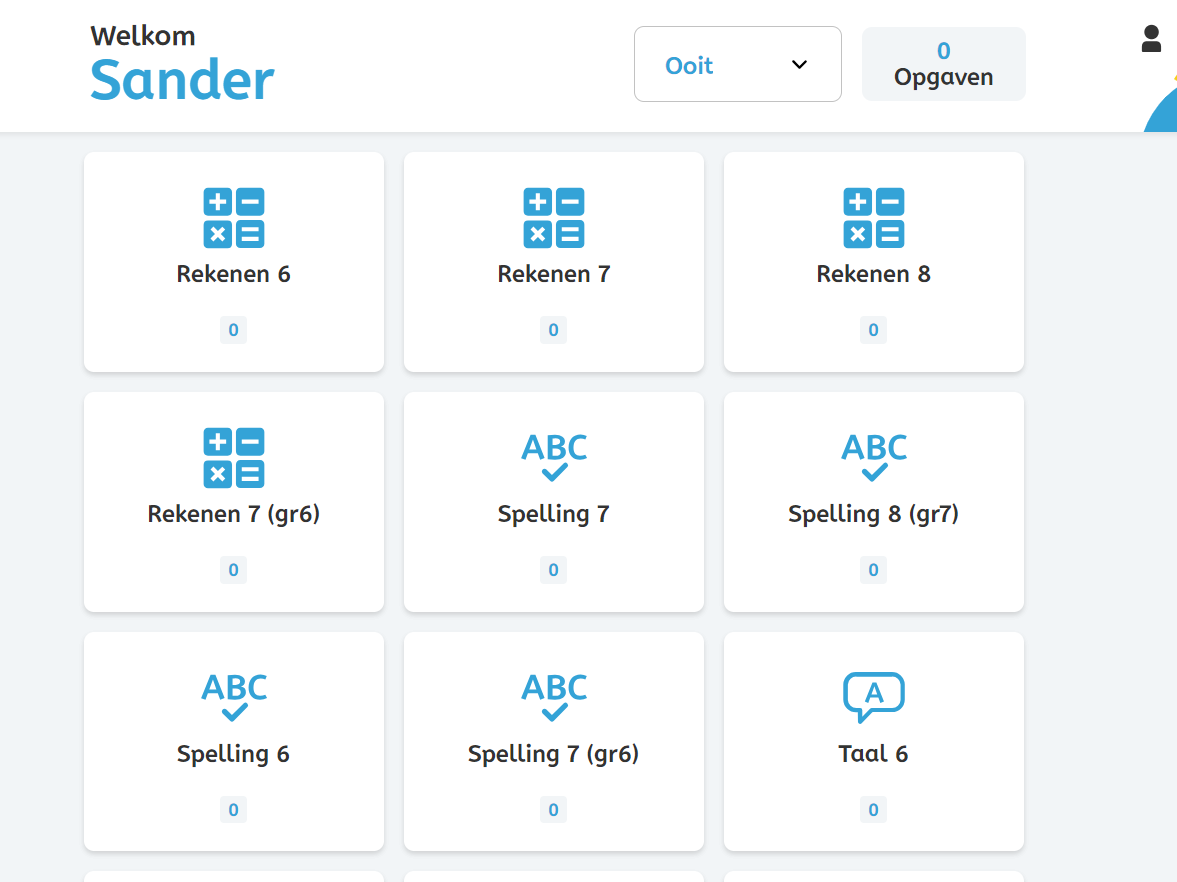 Welkom
Sander
Ooit
0
Opgaven
Rekenen 6
0
Rekenen 7
0
Rekenen 8
0
Rekenen 7 (gr6)
0
ABC
Spelling 7
0
ABC
Spelling 8 (gr7)
0
ABC
Spelling 6
0
ABC
Spelling 7 (gr6)
0
A
Taal 6
0